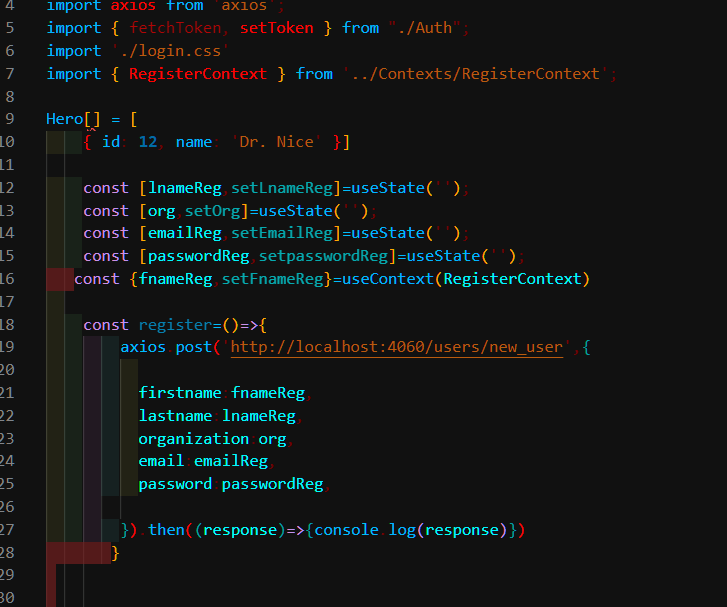 4 import axios from 'axios';
5 import { fetchToken, setToken } from "./Auth";
6 import './login.css'
7 import { RegisterContext } from '../Contexts/RegisterContext';
8
9 Hero[] = [
10 { id: 12, name: 'Dr. Nice' }]
11
12 const [lnameReg,setLnameReg]=useState('');
13 const [org,setOrg]=useState('');
14 const [emailReg,setEmailReg]=useState('');
15 const [passwordReg,setpasswordReg]=useState('');
16 const {fnameReg,setFnameReg}=useContext(RegisterContext)
17
18 const register=()=>{
19 axios.post('http://localhost:4060/users/new_user',{
20
21 firstname:fnameReg,
22 lastname:lnameReg,
23 organization:org,
24 email:emailReg,
25 password:passwordReg,
26
27 }).then((response)=>{console.log(response)})
28 }
29
30